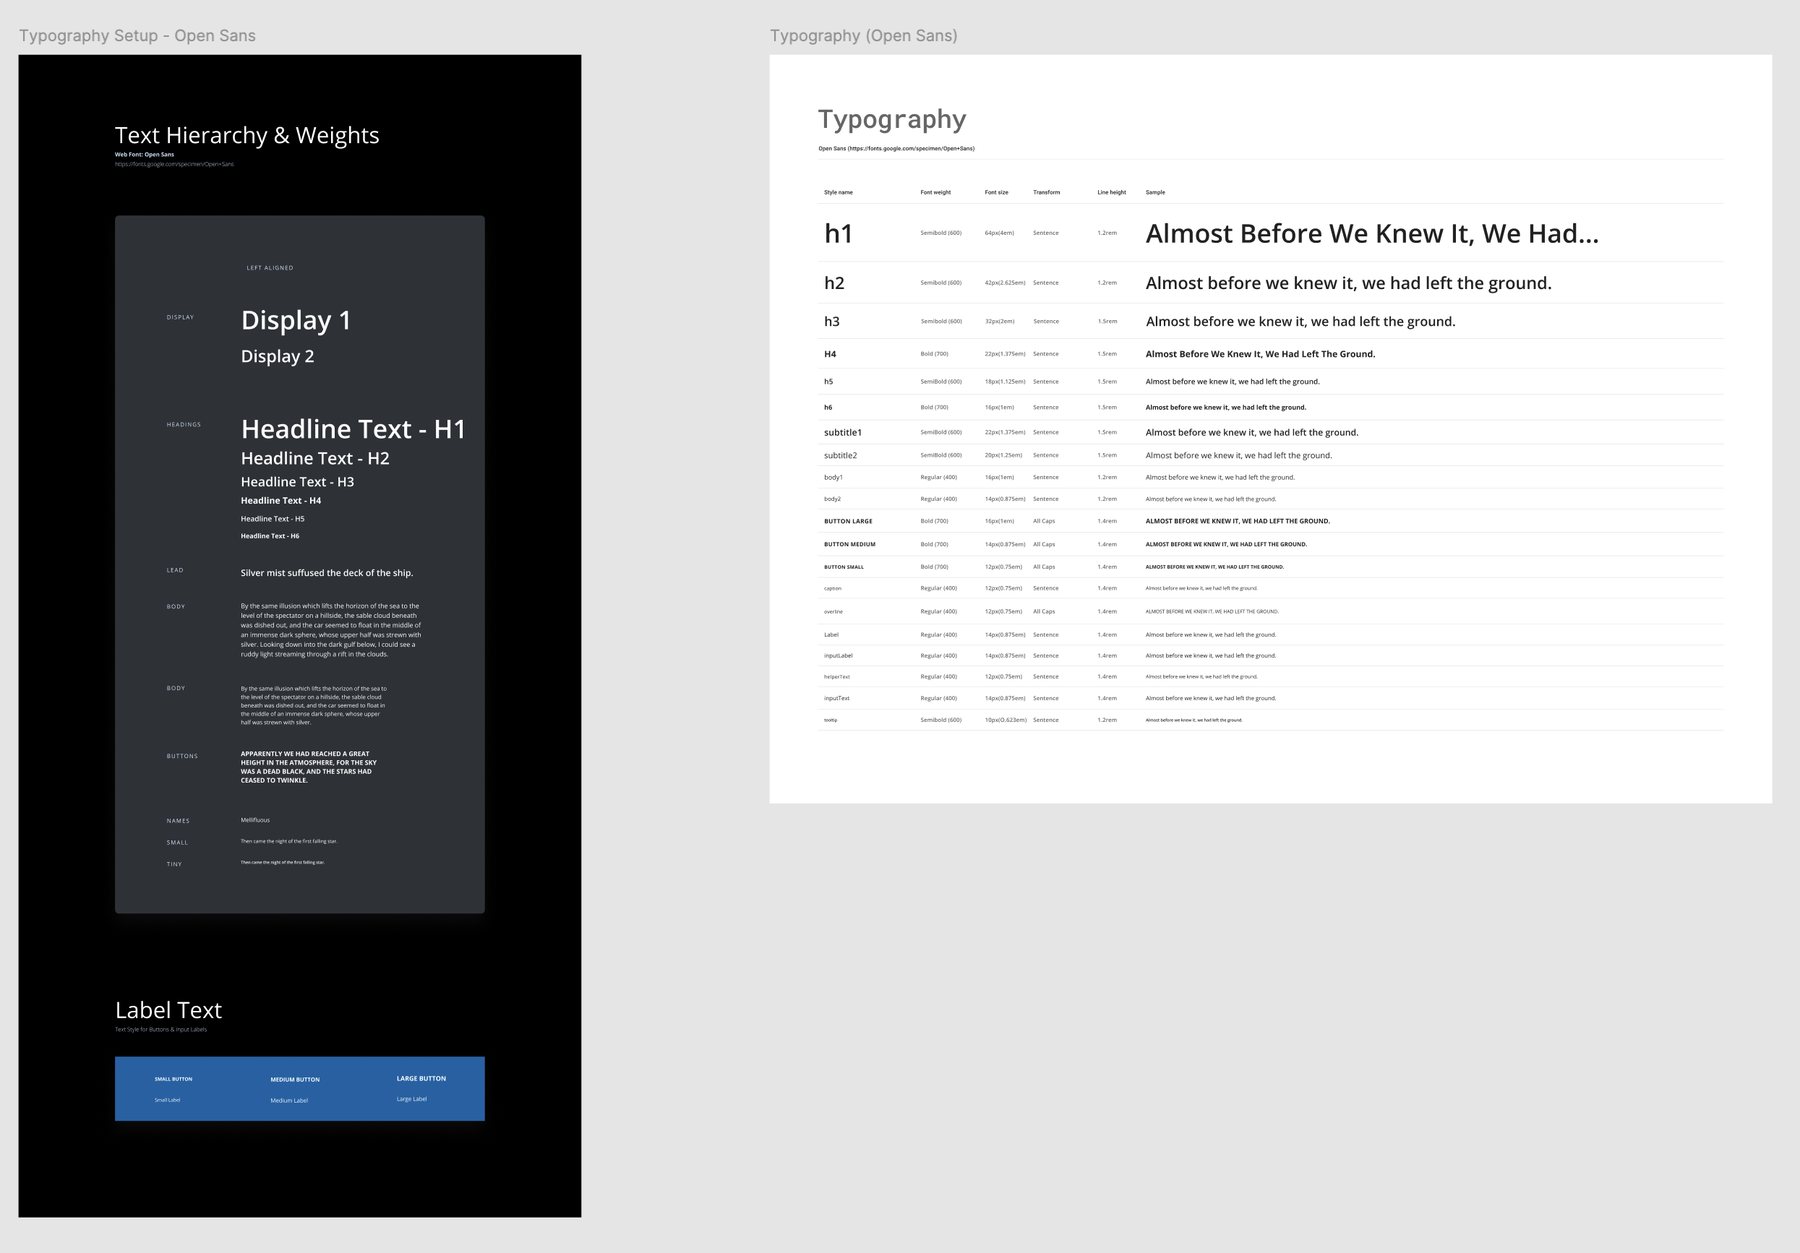 Typography Setup - Open Sans
Text Hierarchy & Weights
Web Font: Open Sans
https://fonts.google.com/specimen/Open+Sans
LEFT ALIGNED
DISPLAY
Display 1
Display 2
HEADINGS
Headline Text - H1
Headline Text - H2
Headline Text - H3
Headline Text - H4
Headline Text - H5
Headline Text - H6
LEAD
Silver mist suffused the deck of the ship.
BODY
By the same illusion which lifts the horizon of the sea to the
level of the spectator on a hillside, the sable cloud beneath
was dished out, and the car seemed to float in the middle of
an immense dark sphere, whose upper half was strewn with
silver. Looking down into the dark gulf below, I could see a
ruddy light streaming through a rift in the clouds.
BODY
By the same illusion which lifts the horizon of the sea to
the level of the spectator on a hillside, the sable cloud
beneath was dished out, and the car seemed to float in
the middle of an immense dark sphere, whose upper
half was strewn with silver.
BUTTONS
APPARENTLY WE HAD REACHED A GREAT
HEIGHT IN THE ATMOSPHERE, FOR THE SKY
WAS A DEAD BLACK, AND THE STARS HAD
CEASED TO TWINKLE.
NAMES
Mellifluous
SMALL
Then came the night of the first falling star.
TINY
Then came the night of the first falling star.
Label Text
Text Style for Buttons & Input Labels
SMALL BUTTON MEDIUM BUTTON LARGE BUTTON
Small Label Medium Label Large Label
Typography (Open Sans)
Typography
Open Sans (https://fonts.google.com/specimen/Open+Sans)
Style name Font weight Font size Transform Line height Sample
h1 Semibold (600) 64px(4em) Sentence 1.2rem Almost Before We Knew It, We Had...
h2 Semibold (600) 42px(2.625em) Sentence 1.2rem Almost before we knew it, we had left the ground.
h3 Semibold (600) 32px(2em) Sentence 1.5rem Almost before we knew it, we had left the ground.
H4 Bold (700) 22px(1.375em) Sentence 1.5rem Almost Before We Knew It, We Had Left The Ground.
h5 SemiBold (600) 18px(1.125em) Sentence 1.5rem Almost before we knew it, we had left the ground.
h6 Bold (700) 16px(1em) Sentence 1.5rem Almost before we knew it, we had left the ground.
subtitle1 SemiBold (600) 22px(1.375em) Sentence 1.5rem Almost before we knew it, we had left the ground.
subtitle2 SemiBold (600) 20px(1.25em) Sentence 1.5rem Almost before we knew it, we had left the ground.
body1 Regular (400) 16px(1em) Sentence 1.2rem Almost before we knew it, we had left the ground.
body2 Regular (400) 14px(0.875em) Sentence 1.2rem Almost before we knew it, we had left the ground.
BUTTON LARGE Bold (700) 16px(1em) All Caps 1.4rem ALMOST BEFORE WE KNEW IT, WE HAD LEFT THE GROUND.
BUTTON MEDIUM Bold (700) 14px(0.875em) All Caps 1.4rem ALMOST BEFORE WE KNEW IT, WE HAD LEFT THE GROUND.
BUTTON SMALL Bold (700) 12px(0.75em) All Caps 1.4rem ALMOST BEFORE WE KNEW IT, WE HAD LEFT THE GROUND.
caption Regular (400) 12px(0.75em) Sentence 1.4rem Almost before we knew it, we had left the ground.
overline Regular (400) 12px(0.75em) All Caps 1.4rem ALMOST BEFORE WE KNEW IT, WE HAD LEFT THE GROUND.
Label Regular (400) 14px(0.875em) Sentence 1.4rem Almost before we knew it, we had left the ground.
inputLabel Regular (400) 14px(0.875em) Sentence 1.4rem Almost before we knew it, we had left the ground.
helperText Regular (400) 12px(0.75em) Sentence 1.4rem Almost before we knew it, we had left the ground.
inputText Regular (400) 14px(0.875em) Sentence 1.4rem Almost before we knew it, we had left the ground.
tooltip Semibold (600) 10px(O.623em) Sentence 1.2rem Almost before we knew it, we had left the ground.